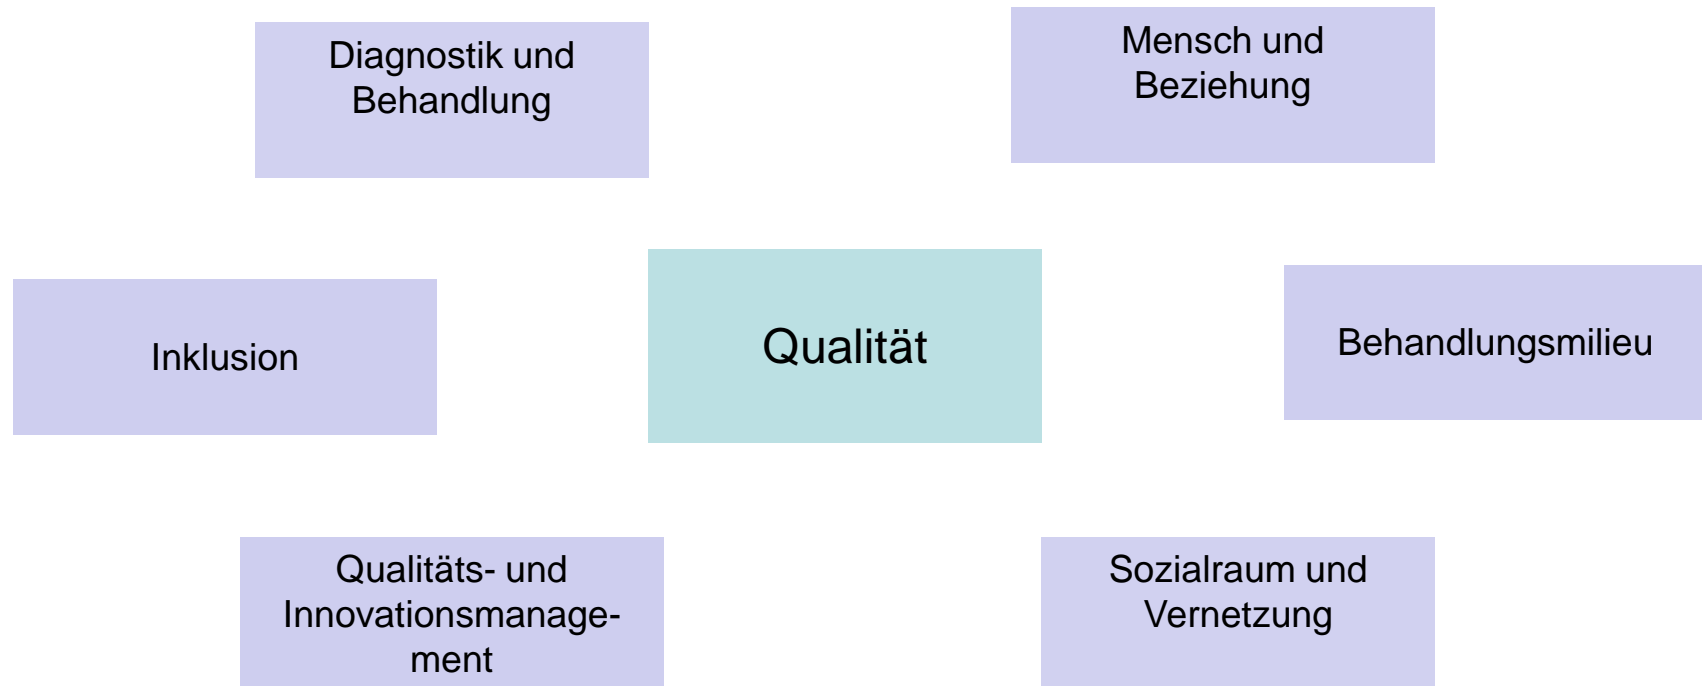 Diagnostik und
Behandlung
Mensch und
Beziehung
Inklusion
Qualität
Behandlungsmilieu
Qualitäts- und
Innovationsmanage-
ment
Sozialraum und
Vernetzung